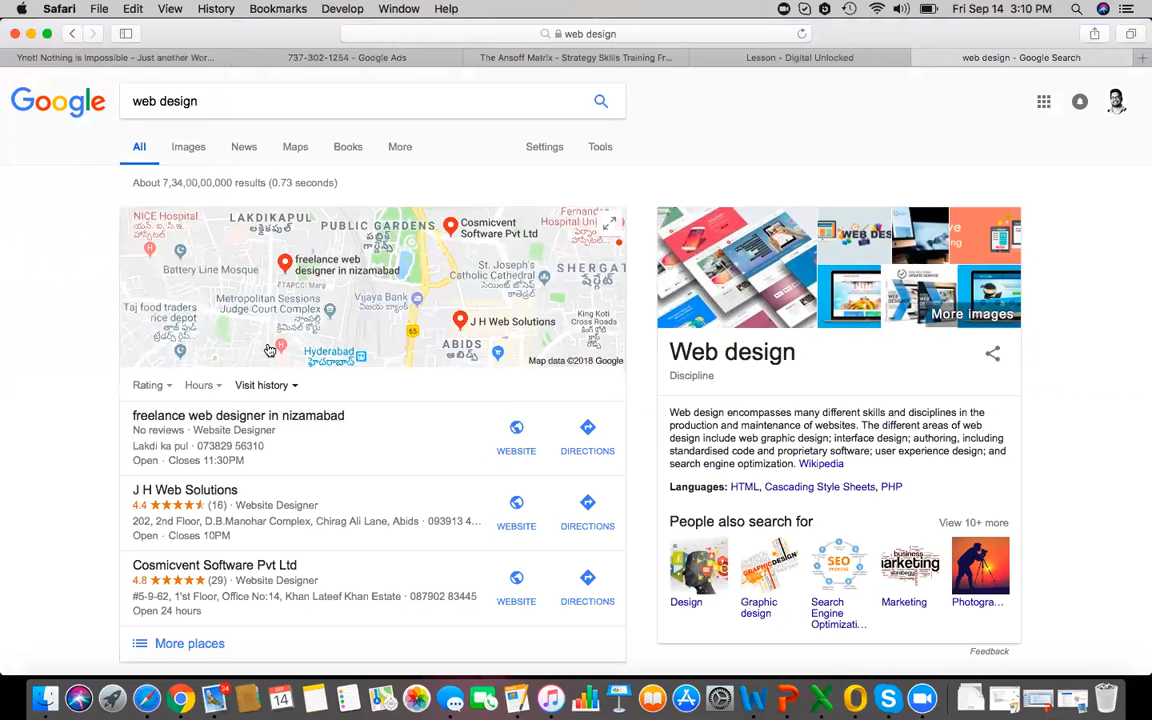 Safari File Edit View History Bookmarks Develop Window Help Fri Sep 14 3:10 PM
web design
Ynot! Nothing is Impossible – Just another Wor...
737-302-1254 - Google Ads
The Ansoff Matrix - Strategy Skills Training Fr...
Lesson - Digital Unlocked
web design - Google Search
Google
web design
All Images News Maps Books More Settings Tools
About 7,34,00,00,000 results (0.73 seconds)
NICE Hospital
LAKDIKAPUL
లక్డికాపుల్
PUBLIC GARDENS
Cosmicvent
Software Pvt Ltd
Battery Line Mosque
freelance web
designer in nizamabad
FTAPCCI Marg
St. Joseph's
Catholic Cathedral
Taj food traders
rice depot
Metropolitan Sessions
Judge Court Complex
Vijaya Bank
విజయ బ్యాంక్
King Koti
Cross Roads
J H Web Solutions
65
Hyderabad
హైదరాబాద్
ABIDS
అబిడ్స్
Map data ©2018 Google
Rating Hours Visit history
freelance web designer in nizamabad
No reviews · Website Designer
Lakdi ka pul · 073829 56310
Open · Closes 11:30PM
WEBSITE DIRECTIONS
J H Web Solutions
4.4 (16) · Website Designer
202, 2nd Floor, D.B.Manohar Complex, Chirag Ali Lane, Abids · 093913 4...
Open · Closes 10PM
WEBSITE DIRECTIONS
Cosmicvent Software Pvt Ltd
4.8 (29) · Website Designer
#5-9-62, 1'st Floor, Office No:14, Khan Lateef Khan Estate · 087902 83445
Open 24 hours
WEBSITE DIRECTIONS
More places
More images
Web design
Discipline
Web design encompasses many different skills and disciplines in the
production and maintenance of websites. The different areas of web
design include web graphic design; interface design; authoring, including
standardised code and proprietary software; user experience design; and
search engine optimization. Wikipedia
Languages: HTML, Cascading Style Sheets, PHP
People also search for View 10+ more
Design
Graphic
design
Search
Engine
Optimizati...
Marketing
Photogra...
Feedback